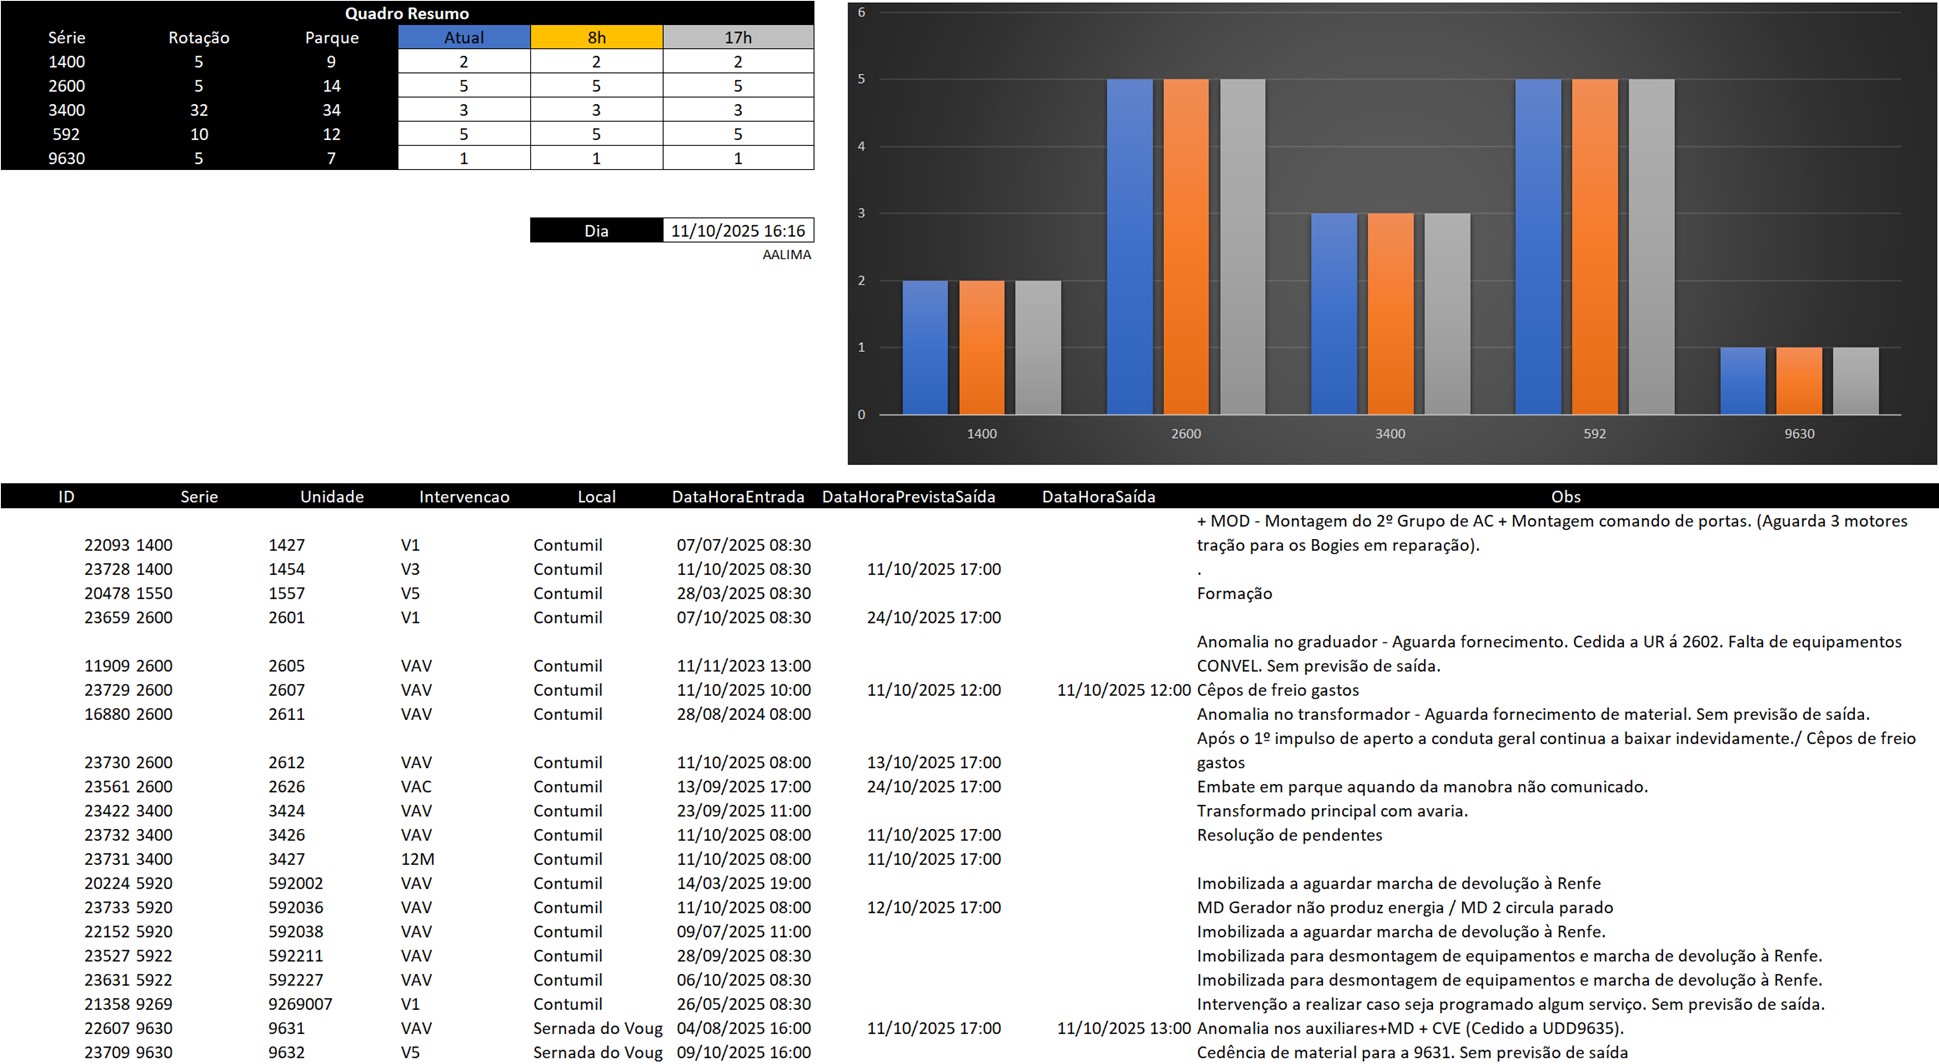 Quadro Resumo
Série Rotação Parque Atual 8h 17h
1400 5 9 2 2 2
2600 5 14 5 5 5
3400 32 34 3 3 3
592 10 12 5 5 5
9630 5 7 1 1 1
Dia 11/10/2025 16:16
AALIMA
6
5
4
3
2
1
0
1400 2600 3400 592 9630
ID Serie Unidade Intervencao Local DataHoraEntrada DataHoraPrevistaSaída DataHoraSaída Obs
+ MOD - Montagem do 2º Grupo de AC + Montagem comando de portas. (Aguarda 3 motores
22093 1400 1427 V1 Contumil 07/07/2025 08:30 tração para os Bogies em reparação).
23728 1400 1454 V3 Contumil 11/10/2025 08:30 11/10/2025 17:00 .
20478 1550 1557 V5 Contumil 28/03/2025 08:30 Formação
23659 2600 2601 V1 Contumil 07/10/2025 08:30 24/10/2025 17:00
Anomalia no graduador - Aguarda fornecimento. Cedida a UR á 2602. Falta de equipamentos
11909 2600 2605 VAV Contumil 11/11/2023 13:00 CONVEL. Sem previsão de saída.
23729 2600 2607 VAV Contumil 11/10/2025 10:00 11/10/2025 12:00 11/10/2025 12:00 Cêpos de freio gastos
16880 2600 2611 VAV Contumil 28/08/2024 08:00 Anomalia no transformador - Aguarda fornecimento de material. Sem previsão de saída.
Após o 1º impulso de aperto a conduta geral continua a baixar indevidamente./ Cêpos de freio
23730 2600 2612 VAV Contumil 11/10/2025 08:00 13/10/2025 17:00 gastos
23561 2600 2626 VAC Contumil 13/09/2025 17:00 24/10/2025 17:00 Embate em parque aquando da manobra não comunicado.
23422 3400 3424 VAV Contumil 23/09/2025 11:00 Transformado principal com avaria.
23732 3400 3426 VAV Contumil 11/10/2025 08:00 11/10/2025 17:00 Resolução de pendentes
23731 3400 3427 12M Contumil 11/10/2025 08:00 11/10/2025 17:00
20224 5920 592002 VAV Contumil 14/03/2025 19:00 Imobilizada a aguardar marcha de devolução à Renfe
23733 5920 592036 VAV Contumil 11/10/2025 08:00 12/10/2025 17:00 MD Gerador não produz energia / MD 2 circula parado
22152 5920 592038 VAV Contumil 09/07/2025 11:00 Imobilizada a aguardar marcha de devolução à Renfe.
23527 5922 592211 VAV Contumil 28/09/2025 08:30 Imobilizada para desmontagem de equipamentos e marcha de devolução à Renfe.
23631 5922 592227 VAV Contumil 06/10/2025 08:30 Imobilizada para desmontagem de equipamentos e marcha de devolução à Renfe.
21358 9269 9269007 V1 Contumil 26/05/2025 08:30 Intervenção a realizar caso seja programado algum serviço. Sem previsão de saída.
22607 9630 9631 VAV Sernada do Voug 04/08/2025 16:00 11/10/2025 17:00 11/10/2025 13:00 Anomalia nos auxiliares+MD + CVE (Cedido a UDD9635).
23709 9630 9632 V5 Sernada do Voug 09/10/2025 16:00 Cedência de material para a 9631. Sem previsão de saída